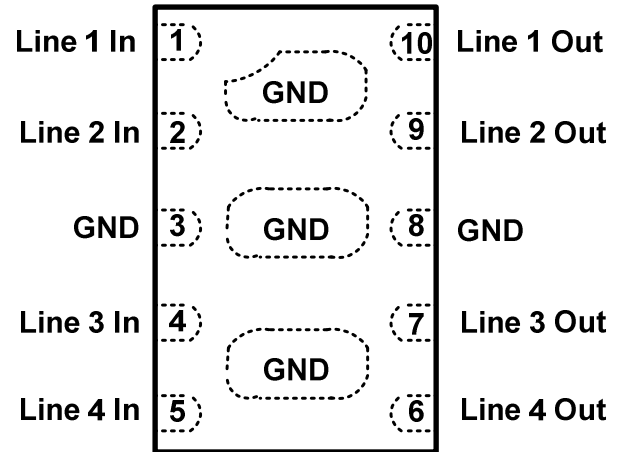 Line 1 In 1 10 Line 1 Out
GND
Line 2 In 2 9 Line 2 Out
GND 3 GND 8 GND
Line 3 In 4 7 Line 3 Out
GND
Line 4 In 5 6 Line 4 Out